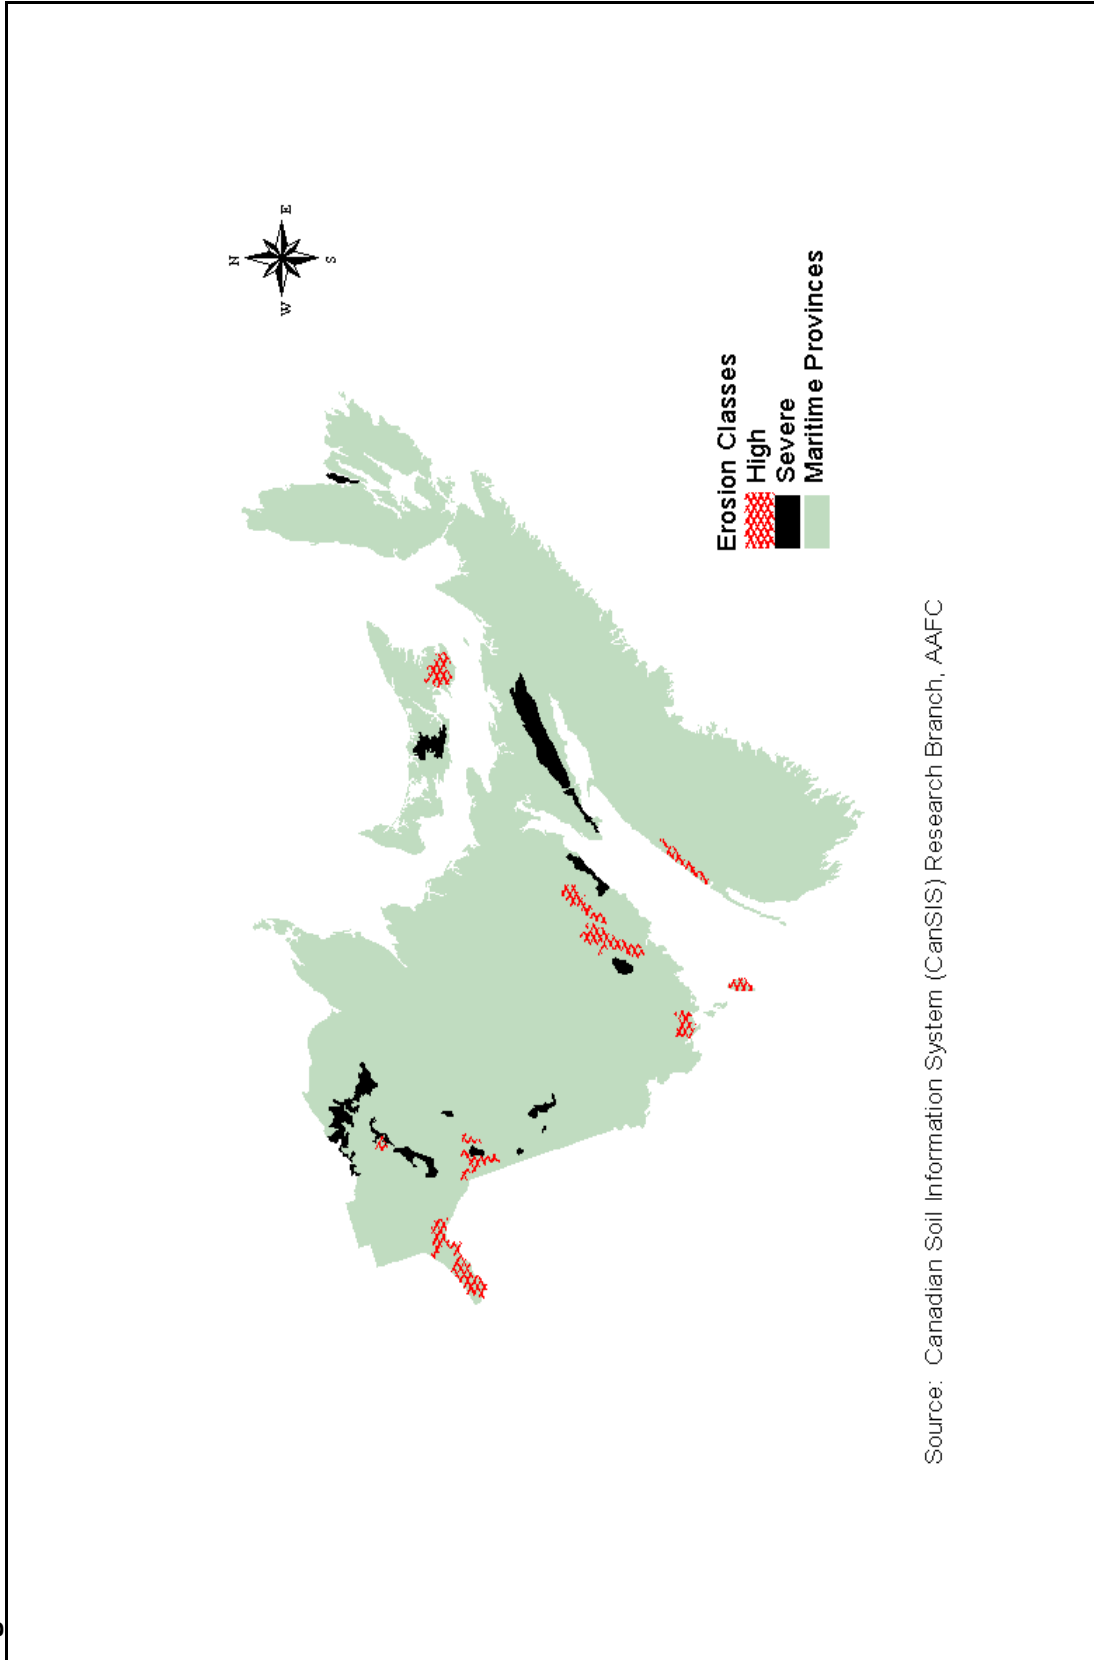 N
W E
S
Erosion Classes
High
Severe
Maritime Provinces
Source: Canadian Soil Information System (CanSIS) Research Branch, AAFC